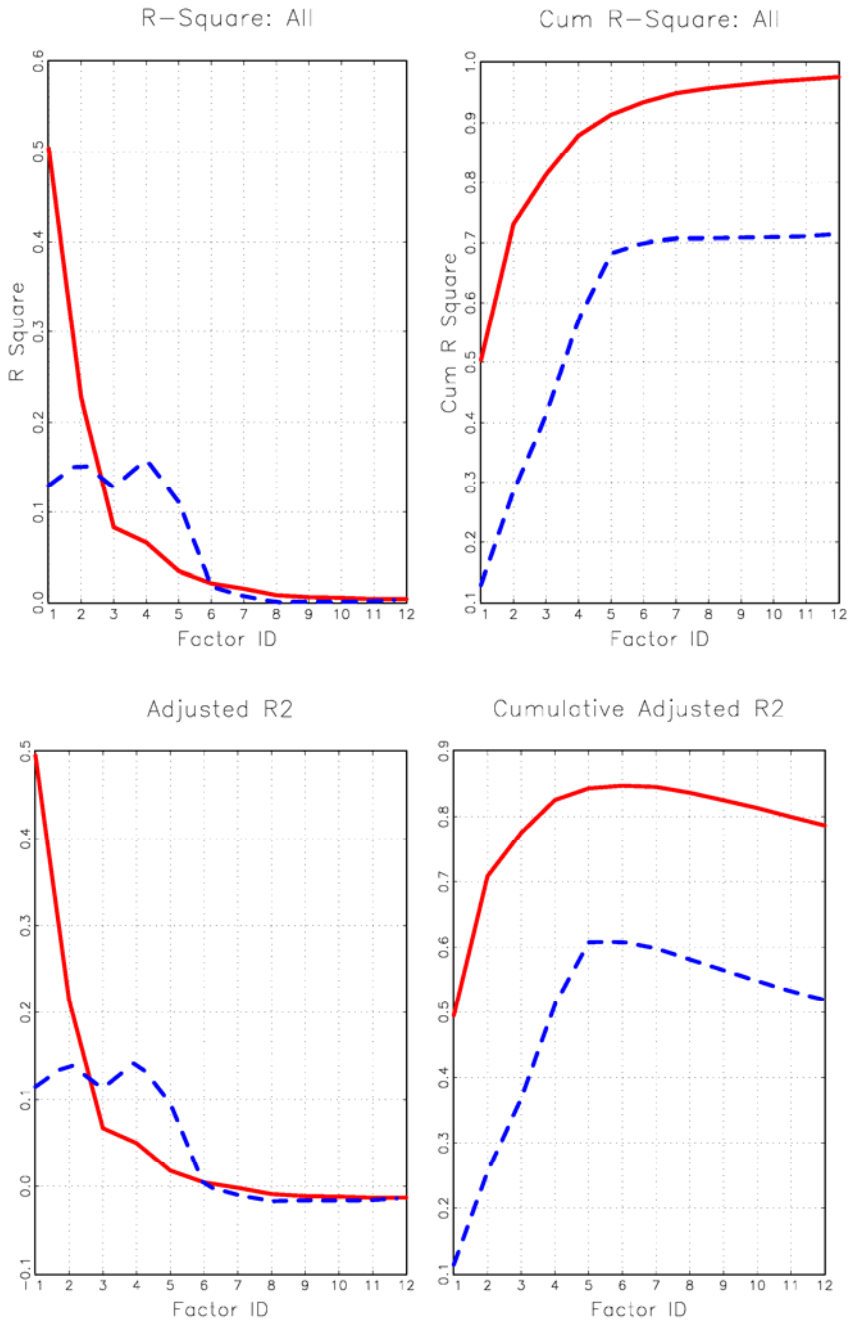 R-Square: All
R Square
0.6
0.5
0.4
0.3
0.2
0.1
0.0
1 2 3 4 5 6 7 8 9 10 11 12
Factor ID
Cum R-Square: All
Cum R Square
1.0
0.9
0.8
0.7
0.6
0.5
0.4
0.3
0.2
0.1
1 2 3 4 5 6 7 8 9 10 11 12
Factor ID
Adjusted R2
0.5
0.4
0.3
0.2
0.1
0.0
-0.1
1 2 3 4 5 6 7 8 9 10 11 12
Factor ID
Cumulative Adjusted R2
0.9
0.8
0.7
0.6
0.5
0.4
0.3
0.2
0.1
1 2 3 4 5 6 7 8 9 10 11 12
Factor ID